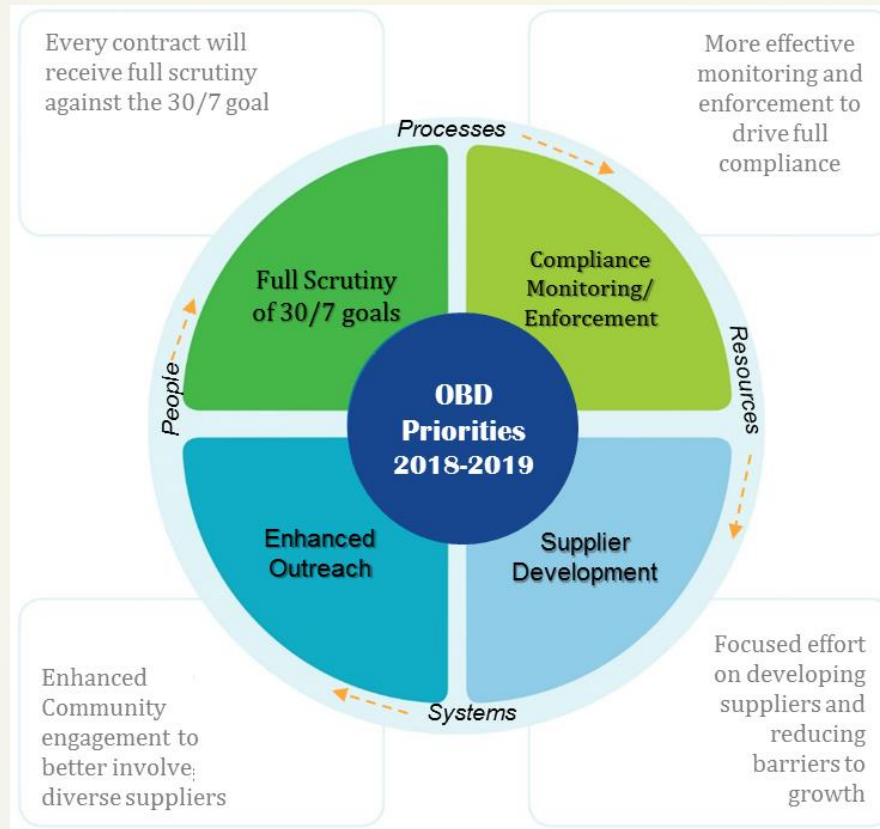 Every contract will
receive full scrutiny
against the 30/7 goal
More effective
monitoring and
enforcement to
drive full
compliance
Processes
Full Scrutiny
of 30/7 goals
Compliance
Monitoring/
Enforcement
People
Resources
OBD
Priorities
2018-2019
Enhanced
Outreach
Supplier
Development
Systems
Enhanced
Community
engagement to
better involve
diverse suppliers
Focused effort
on developing
suppliers and
reducing
barriers to
growth